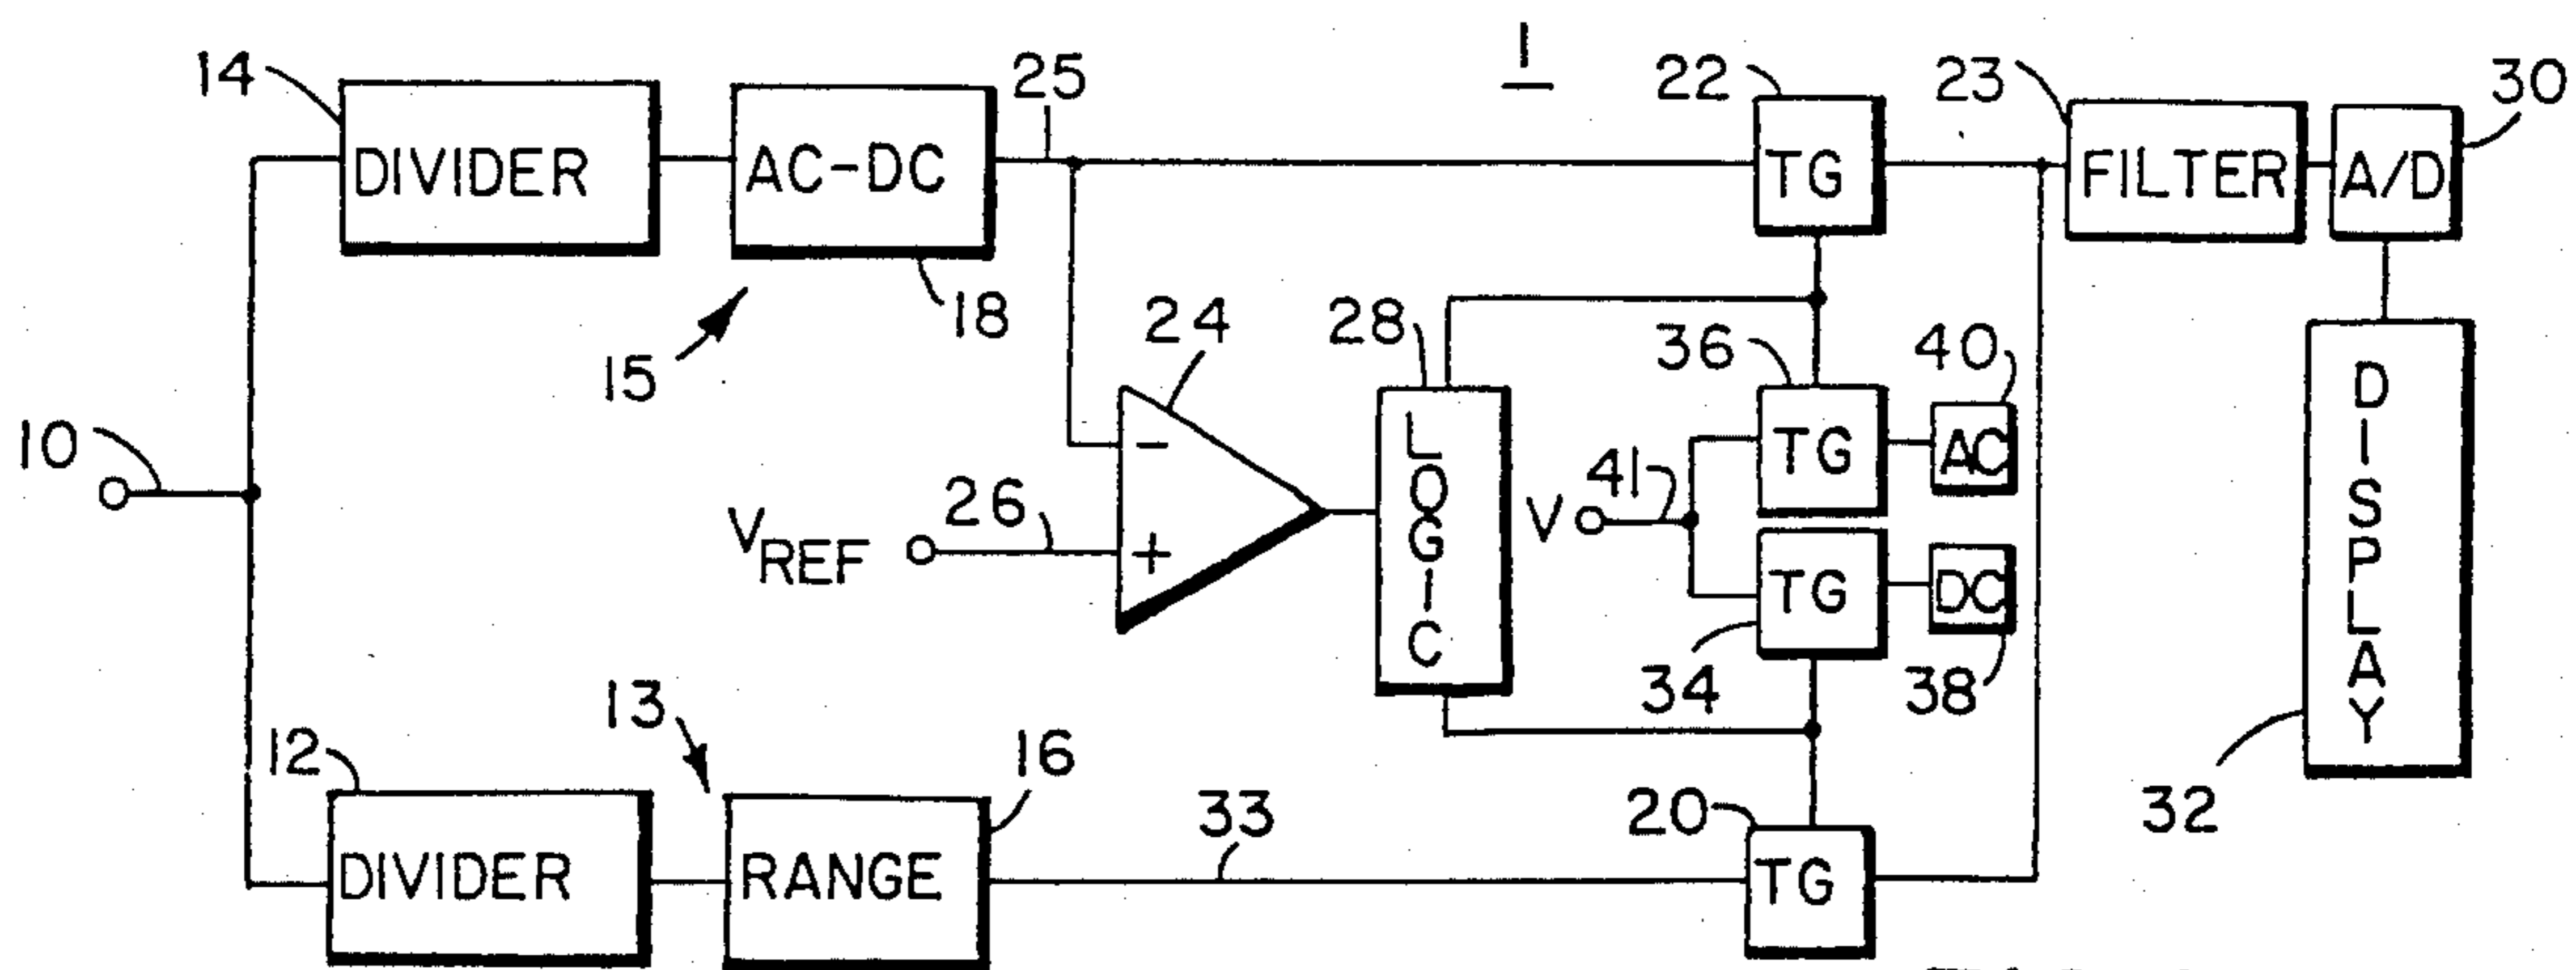 1
14
25
22
23
30
DIVIDER
AC-DC
TG
FILTER
A/D
18
15
24
28
36
40
10
-
LOGIC
TG
AC
41
V
26
VREF
+
TG
DC
DISPLAY
34
38
13
12
16
33
20
32
DIVIDER
RANGE
TG